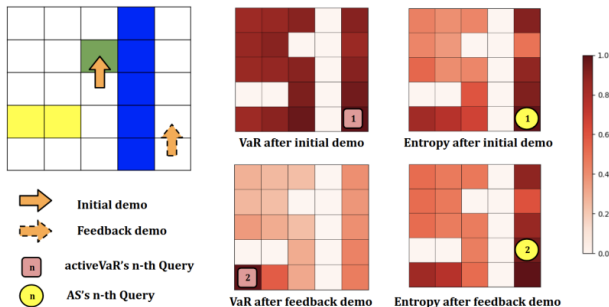 1
1
VaR after initial demo
Entropy after initial demo
1.0
0.8
0.6
0.4
0.2
0.0
Initial demo
Feedback demo
n activeVaR's n-th Query
n AS's n-th Query
2
2
VaR after feedback demo
Entropy after feedback demo